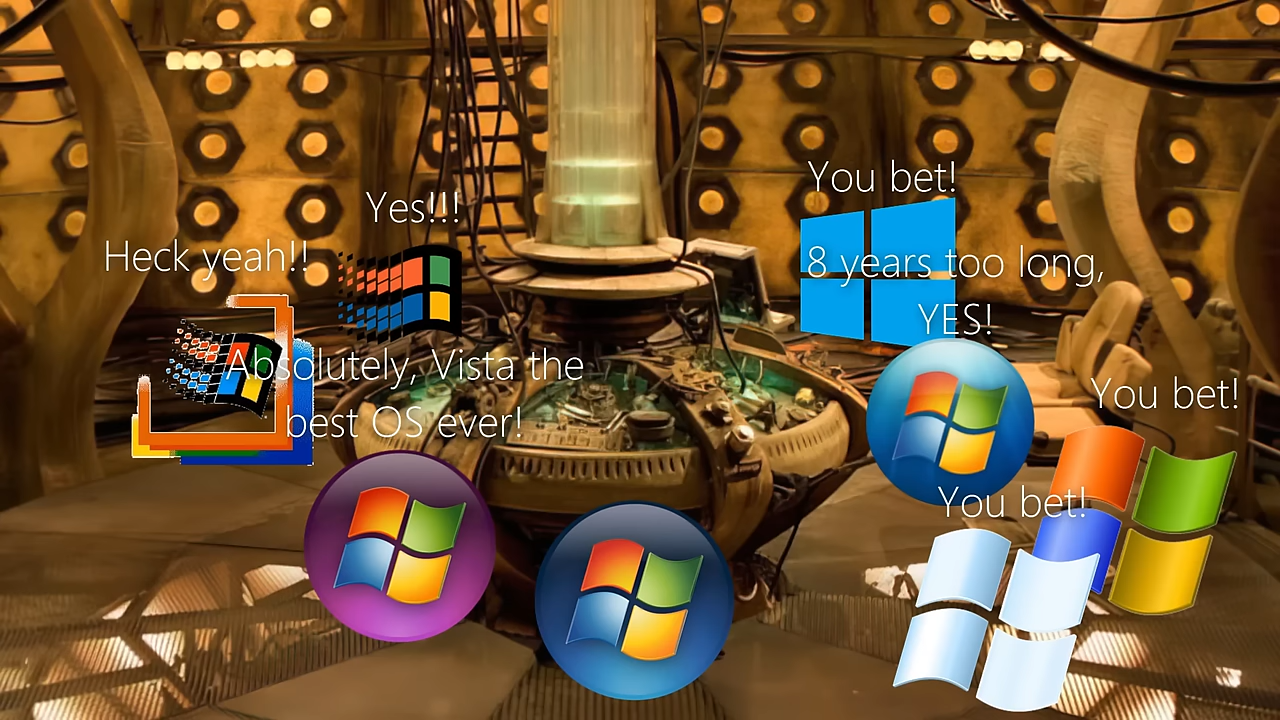 You bet!
Yes!!!
Heck yeah!!
8 years too long,
YES!
Absolutely, Vista the
best OS ever!
You bet!
You bet!